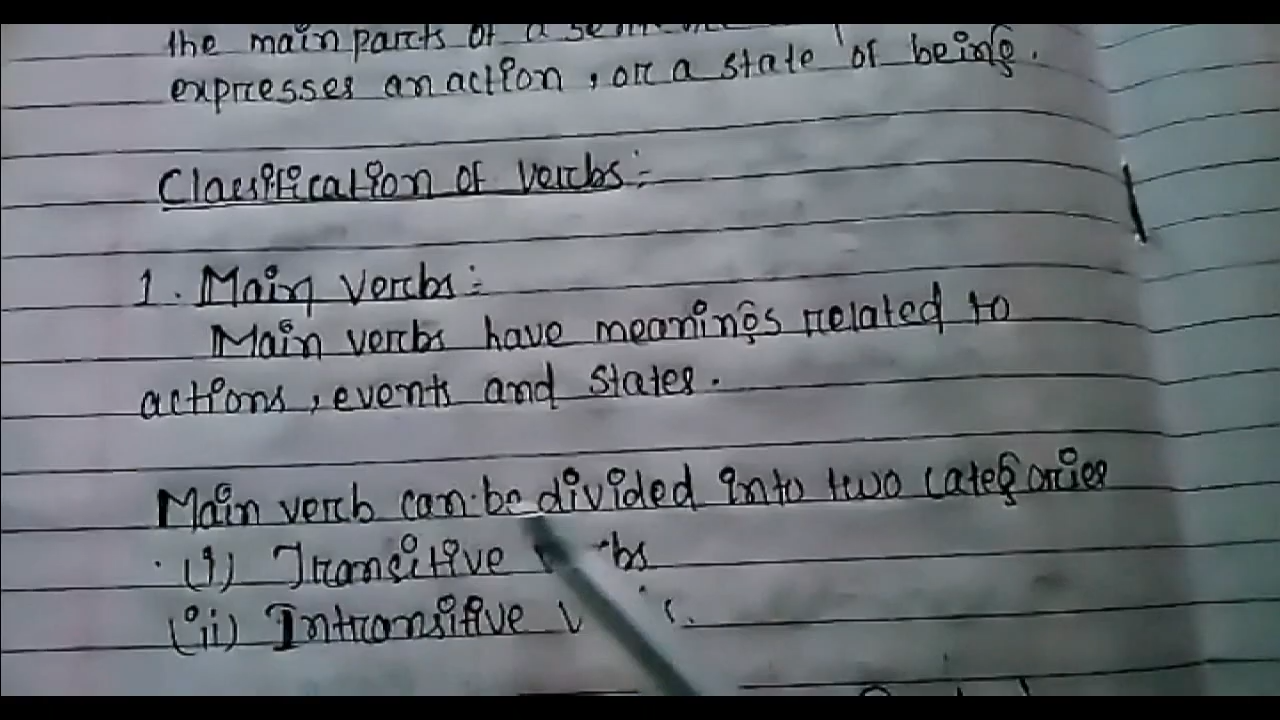 the main parts of a
expresses an action, or a state of being.
Classification of verbs:-
1. Main verbs:-
Main verbs have meanings related to
actions, events and states.
Main verb can be divided into two categories
(i) Transitive
(ii) Intransitive